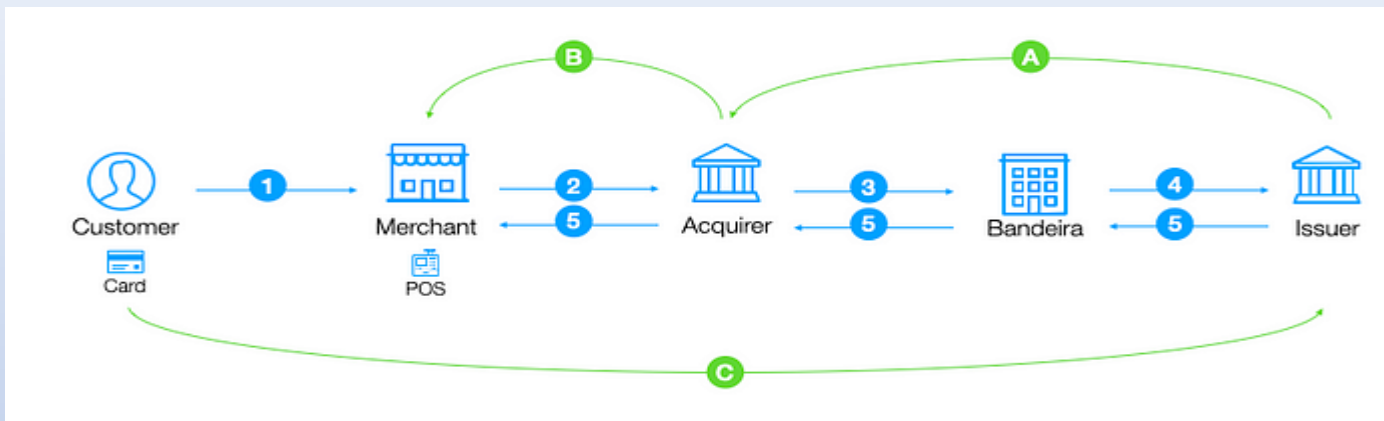 B
A
1
2
3
4
5
5
5
Customer
Merchant
Acquirer
Bandeira
Issuer
Card
POS
C